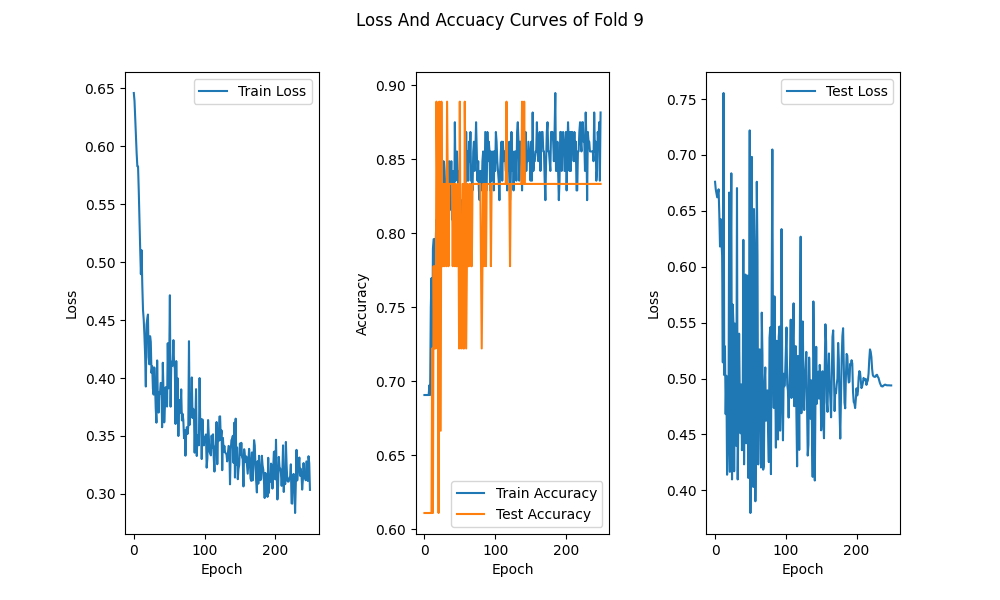 Loss And Accuacy Curves of Fold 9
Train Loss
0.65
0.60
0.55
0.50
0.45
0.40
0.35
0.30
Loss
0
100
200
Epoch
0.90
0.85
0.80
0.75
0.70
0.65
0.60
Accuracy
Train Accuracy
Test Accuracy
0
100
200
Epoch
Test Loss
0.75
0.70
0.65
0.60
0.55
0.50
0.45
0.40
Loss
0
100
200
Epoch